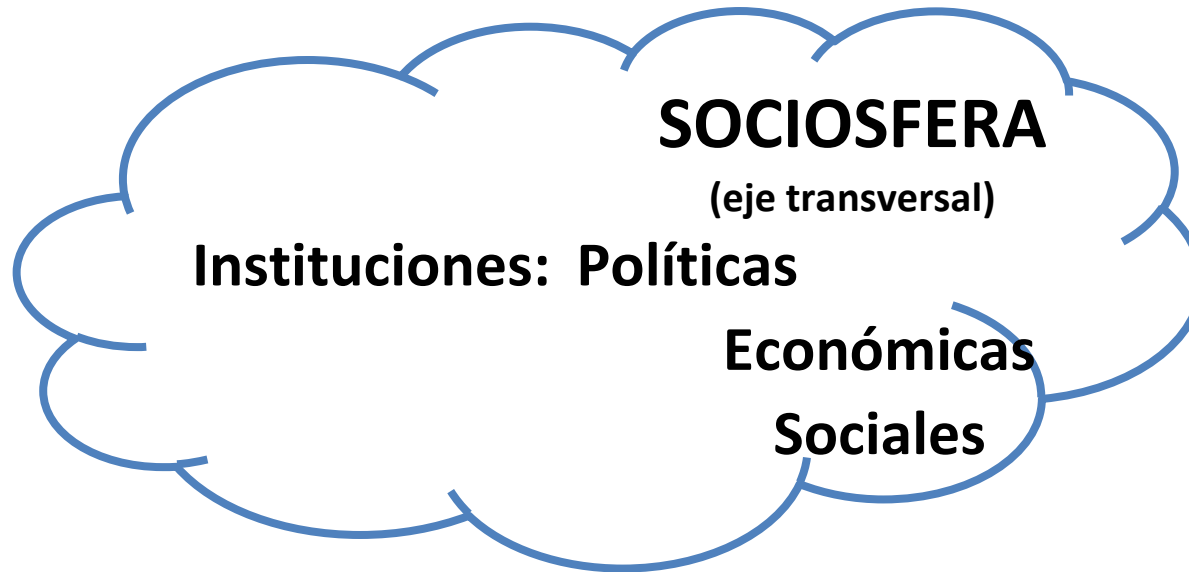 SOCIOSFERA
(eje transversal)
Instituciones: Políticas
Económicas
Sociales